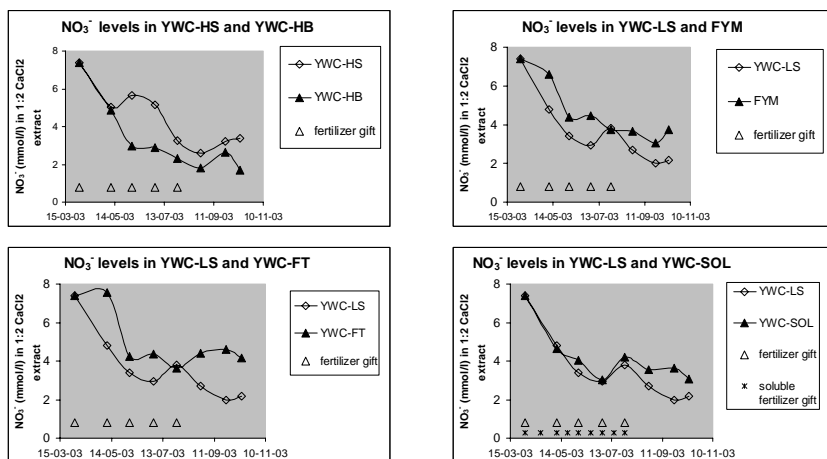 NO₃⁻ levels in YWC-HS and YWC-HB
NO₃⁻ (mmol/l) in 1:2 CaCl2
extract
8
6
4
2
0
15-03-03 14-05-03 13-07-03 11-09-03 10-11-03
YWC-HS
YWC-HB
fertilizer gift
NO₃⁻ levels in YWC-LS and FYM
NO₃⁻ (mmol/l) in 1:2 CaCl2
extract
8
6
4
2
0
15-03-03 14-05-03 13-07-03 11-09-03 10-11-03
YWC-LS
FYM
fertilizer gift
NO₃⁻ levels in YWC-LS and YWC-FT
NO₃⁻ (mmol/l) in 1:2 CaCl2
extract
8
6
4
2
0
15-03-03 14-05-03 13-07-03 11-09-03 10-11-03
YWC-LS
YWC-FT
fertilizer gift
NO₃⁻ levels in YWC-LS and YWC-SOL
NO₃⁻ (mmol/l) in 1:2 CaCl2
extract
8
6
4
2
0
15-03-03 14-05-03 13-07-03 11-09-03 10-11-03
YWC-LS
YWC-SOL
fertilizer gift
soluble
fertilizer gift